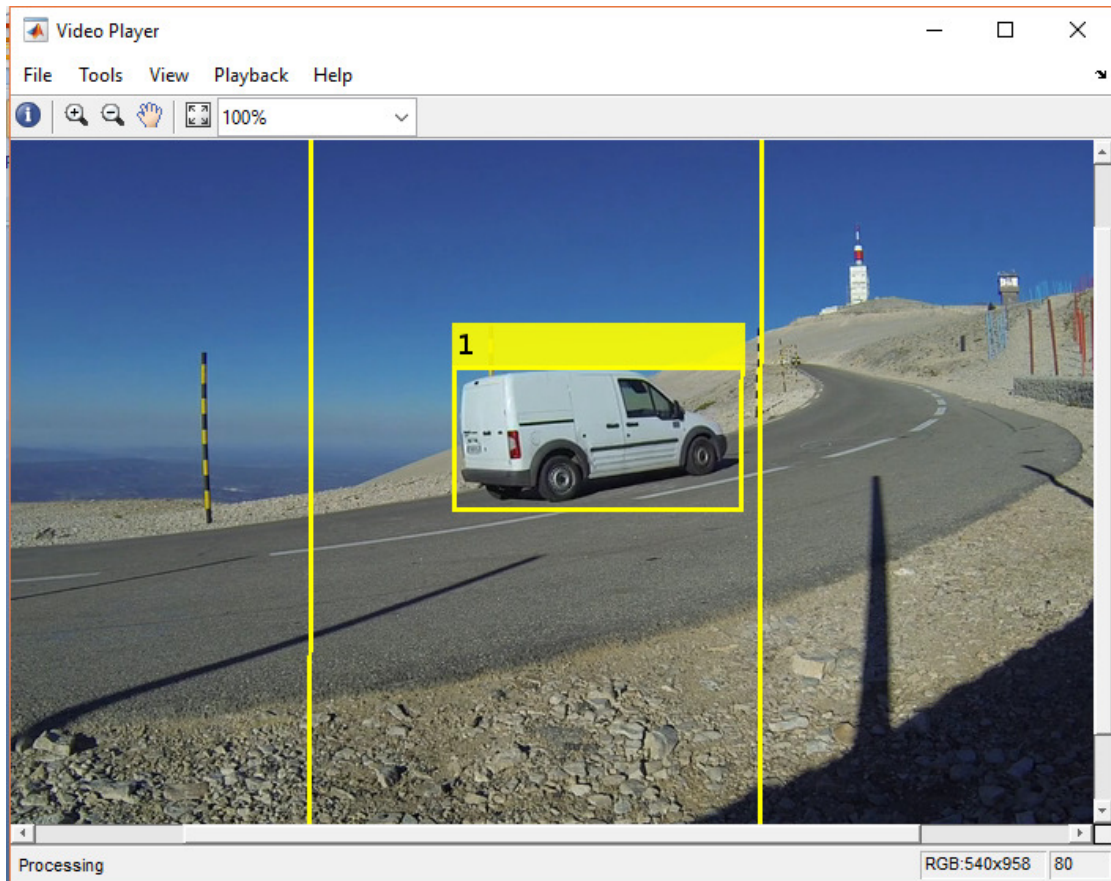 Video Player
File Tools View Playback Help
100%
1
Processing
RGB:540x958 80